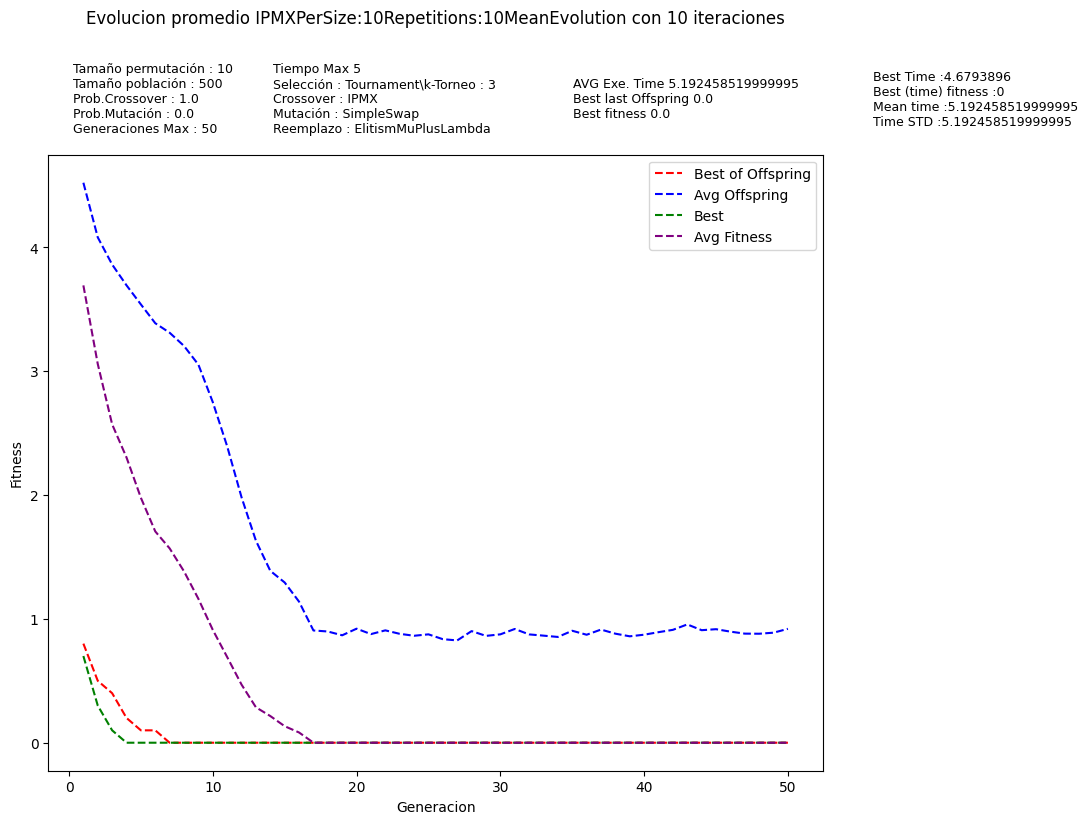 Evolucion promedio IPMXPerSize:10Repetitions:10MeanEvolution con 10 iteraciones
Tamaño permutación : 10
Tamaño población : 500
Prob.Crossover : 1.0
Prob.Mutación : 0.0
Generaciones Max : 50
Tiempo Max 5
Selección : Tournament\k-Torneo : 3
Crossover : IPMX
Mutación : SimpleSwap
Reemplazo : ElitismMuPlusLambda
AVG Exe. Time 5.192458519999995
Best last Offspring 0.0
Best fitness 0.0
Best Time :4.6793896
Best (time) fitness :0
Mean time :5.192458519999995
Time STD :5.192458519999995
Best of Offspring
Avg Offspring
Best
Avg Fitness
Fitness
4
3
2
1
0
0 10 20 30 40 50
Generacion